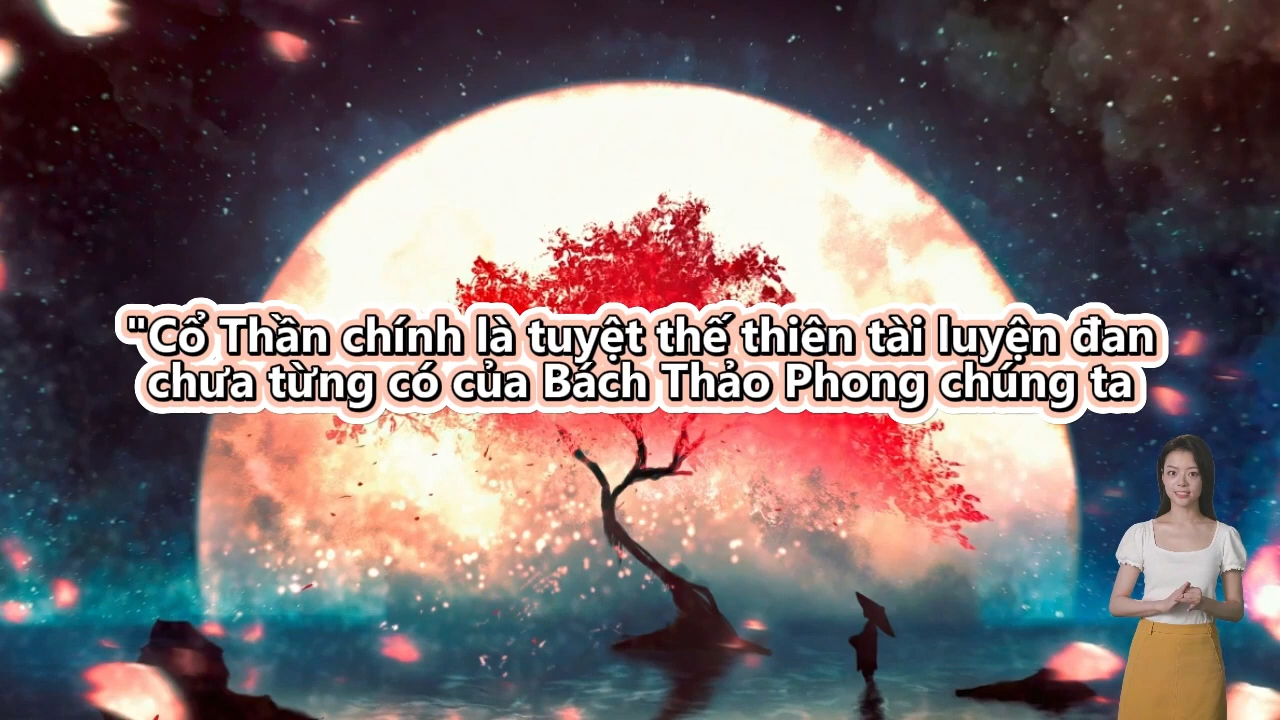 "Cổ Thần chính là tuyệt thế thiên tài luyện đan
chưa từng có của Bách Thảo Phong chúng ta